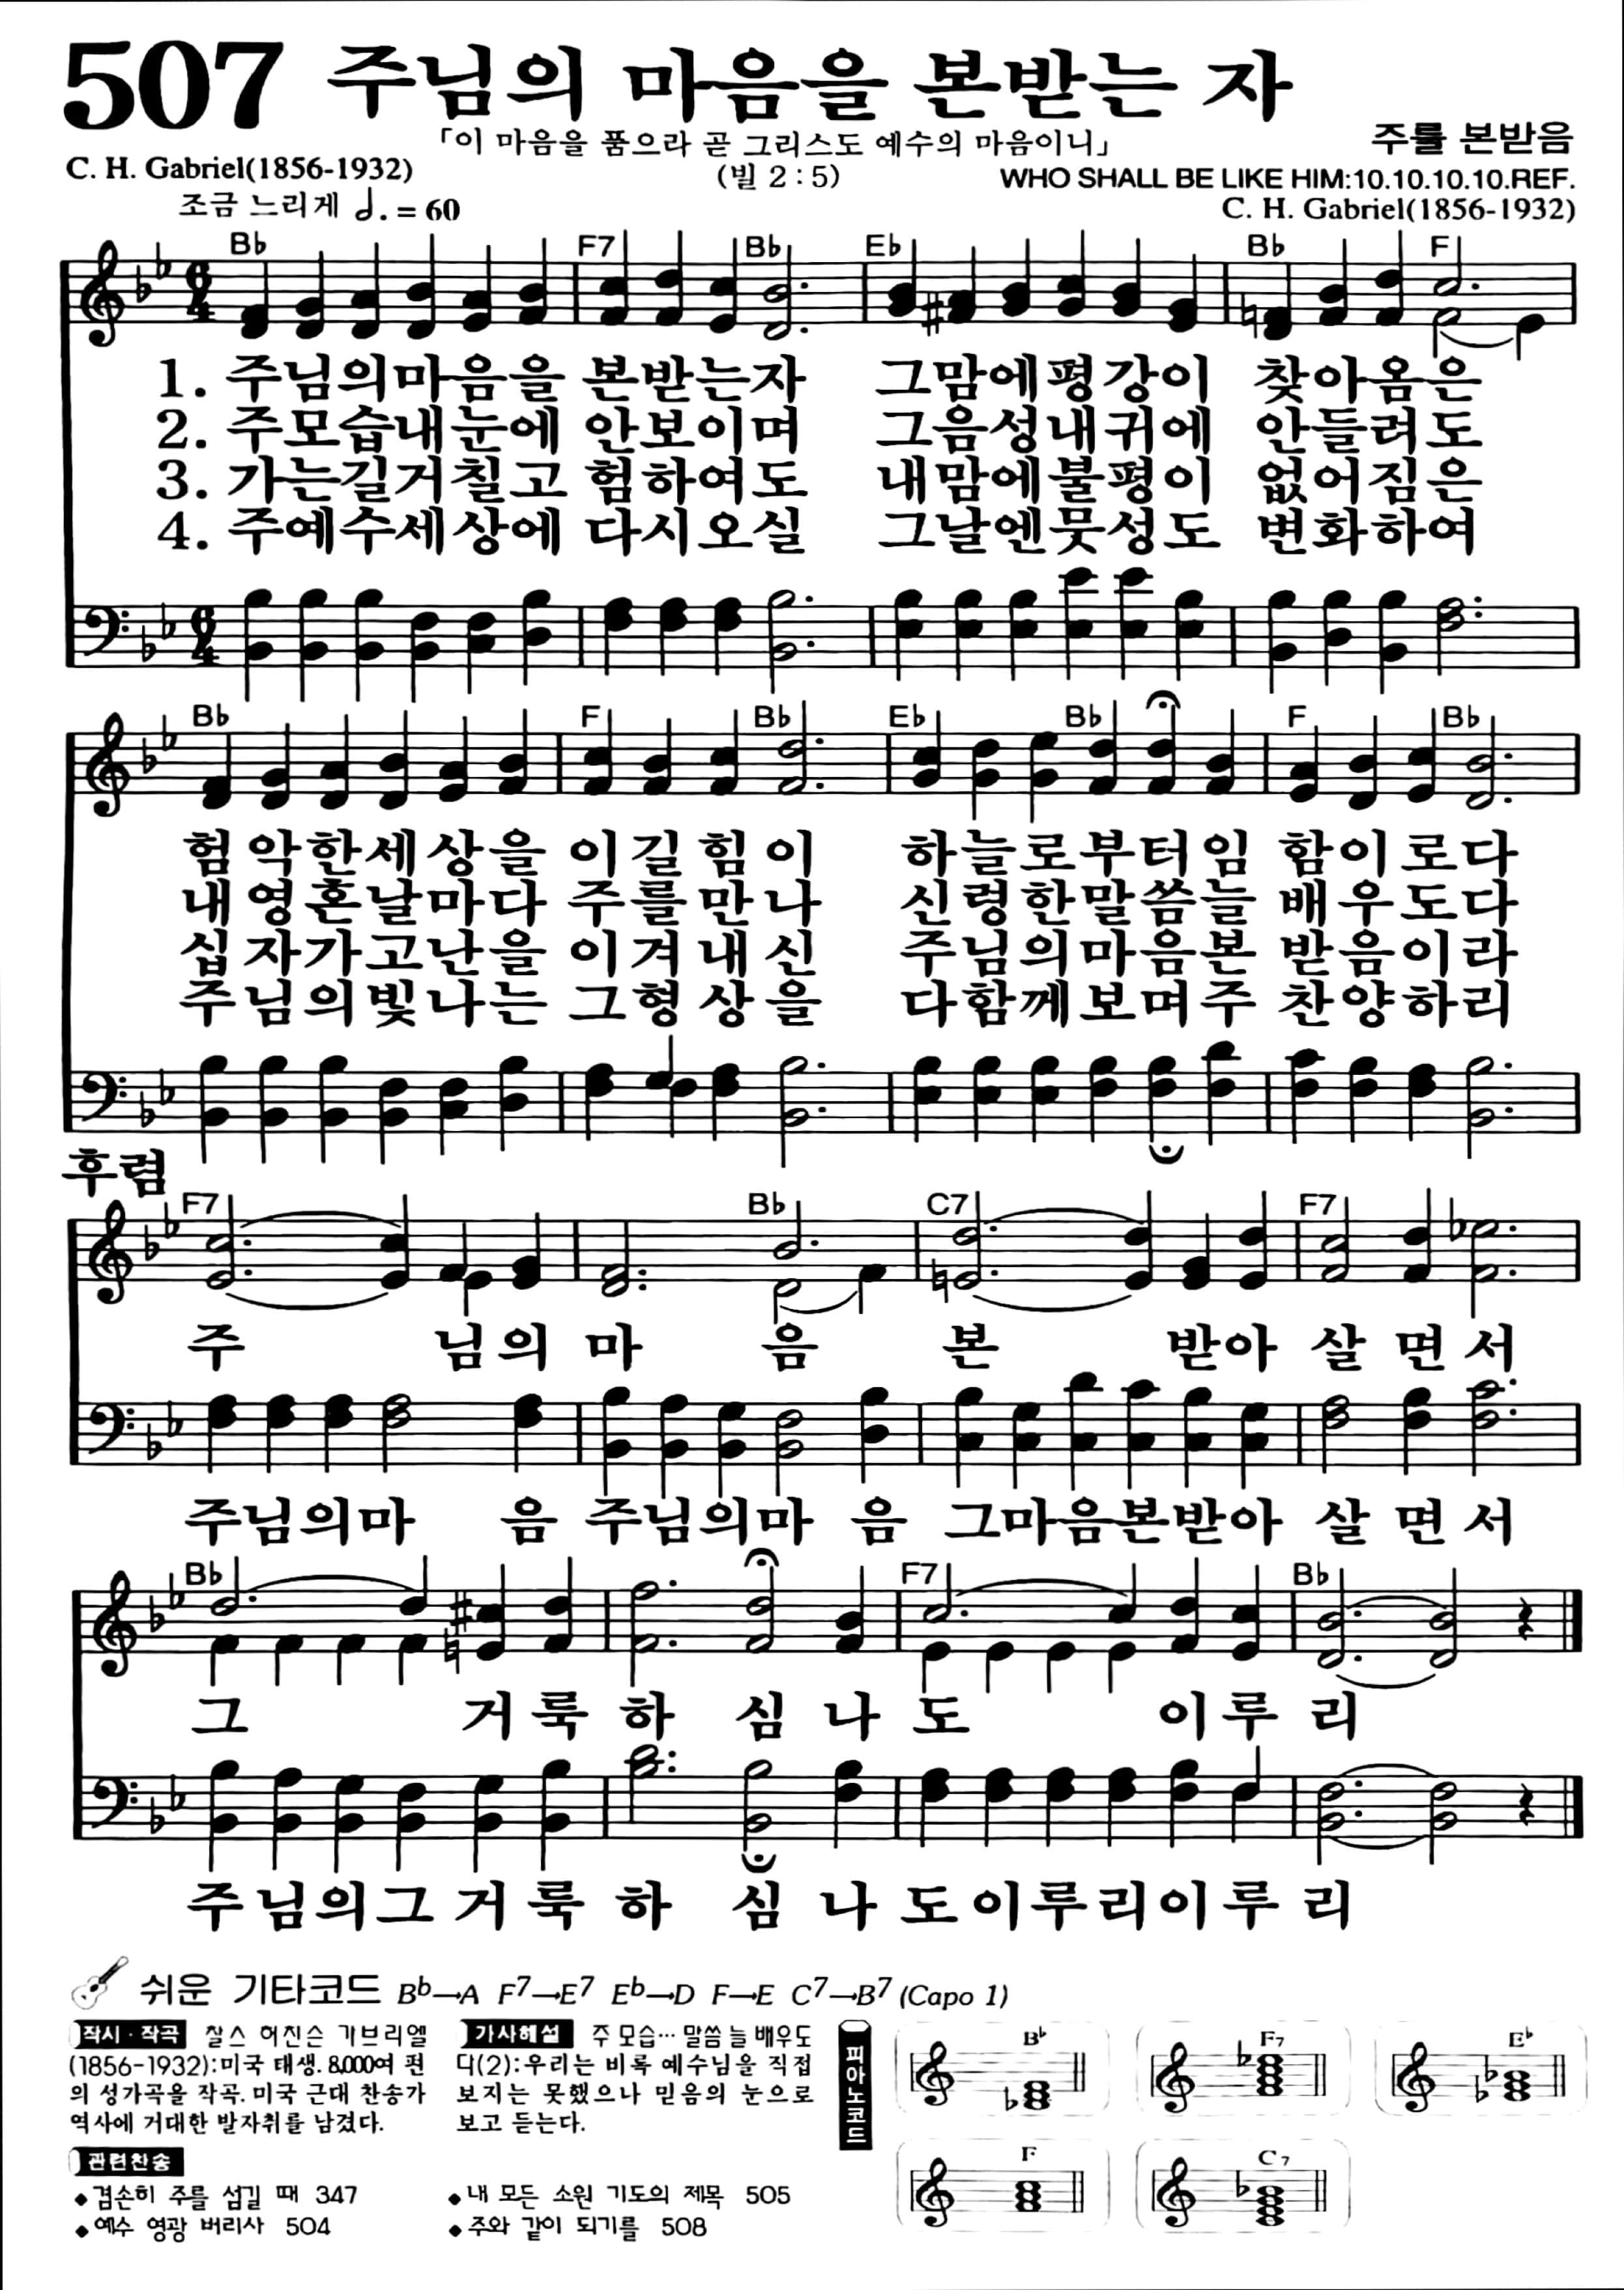 507 주님의 마음을 본받는 자
「이 마음을 품으라 곧 그리스도 예수의 마음이니」
(빌 2 : 5)
주를 본받음
C. H. Gabriel(1856-1932)
WHO SHALL BE LIKE HIM:10.10.10.10.REF.
조금 느리게 𝅗𝅥. = 60
C. H. Gabriel(1856-1932)
B♭ F7 B♭ E♭ B♭ F
6/4
1. 주님의마음을 본받는자 그맘에평강이 찾아옴은
2. 주모습내눈에 안보이며 그음성내귀에 안들려도
3. 가는길거칠고 험하여도 내맘에불평이 없어짐은
4. 주예수세상에 다시오실 그날엔뭇성도 변화하여
6/4
B♭ F B♭ E♭ B♭ F B♭
험악한세상을 이길힘이 하늘로부터임 함이로다
내영혼날마다 주를만나 신령한말씀늘 배우도다
십자가고난을 이겨내신 주님의마음본 받음이라
주님의빛나는 그형상을 다함께보며주 찬양하리
후렴
F7 B♭ C7 F7
주 님의 마 음 본 받아 살 면 서
주님의마 음 주님의마 음 그마음본받아 살 면 서
B♭ F7 B♭
그 거룩 하 심 나 도 이루 리
주님의그거룩 하 심 나 도이루리이루 리
쉬운 기타코드 Bb→A F7→E7 Eb→D F→E C7→B7 (Capo 1)
작시·작곡 찰스 허친슨 가브리엘
(1856-1932):미국 태생. 8,000여 편
의 성가곡을 작곡. 미국 근대 찬송가
역사에 거대한 발자취를 남겼다.
가사해설 주 모습… 말씀 늘 배우도
다(2):우리는 비록 예수님을 직접
보지는 못했으나 믿음의 눈으로
보고 듣는다.
관련찬송
◆겸손히 주를 섬길 때 347
◆예수 영광 버리사 504
◆내 모든 소원 기도의 제목 505
◆주와 같이 되기를 508
피아노코드
B♭ F7 E♭
F C7